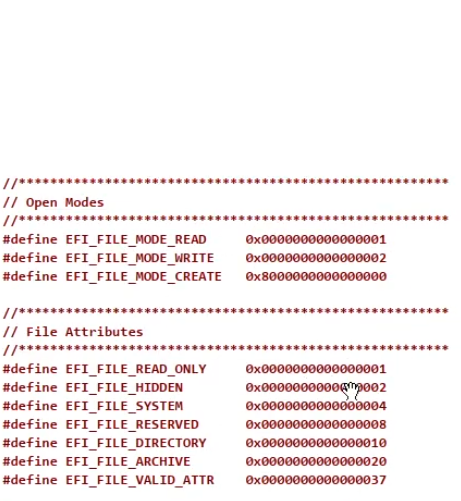 //*******************************************************
// Open Modes
//*******************************************************
#define EFI_FILE_MODE_READ 0x0000000000000001
#define EFI_FILE_MODE_WRITE 0x0000000000000002
#define EFI_FILE_MODE_CREATE 0x8000000000000000
//*******************************************************
// File Attributes
//*******************************************************
#define EFI_FILE_READ_ONLY 0x0000000000000001
#define EFI_FILE_HIDDEN 0x0000000000000002
#define EFI_FILE_SYSTEM 0x0000000000000004
#define EFI_FILE_RESERVED 0x0000000000000008
#define EFI_FILE_DIRECTORY 0x0000000000000010
#define EFI_FILE_ARCHIVE 0x0000000000000020
#define EFI_FILE_VALID_ATTR 0x0000000000000037